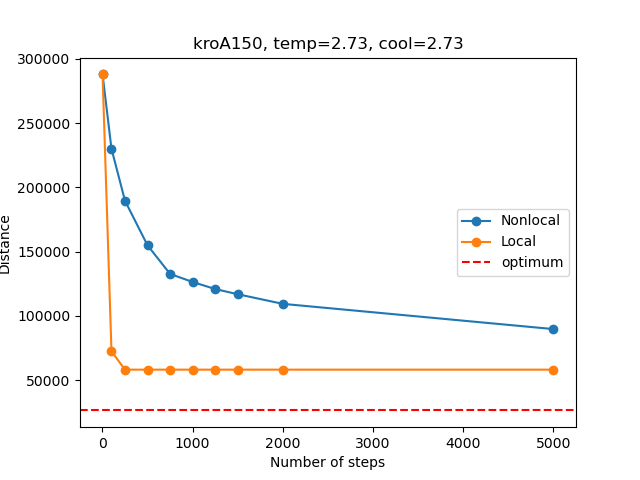 kroA150, temp=2.73, cool=2.73
300000
250000
200000
150000
100000
50000
Distance
Nonlocal
Local
optimum
0 1000 2000 3000 4000 5000
Number of steps